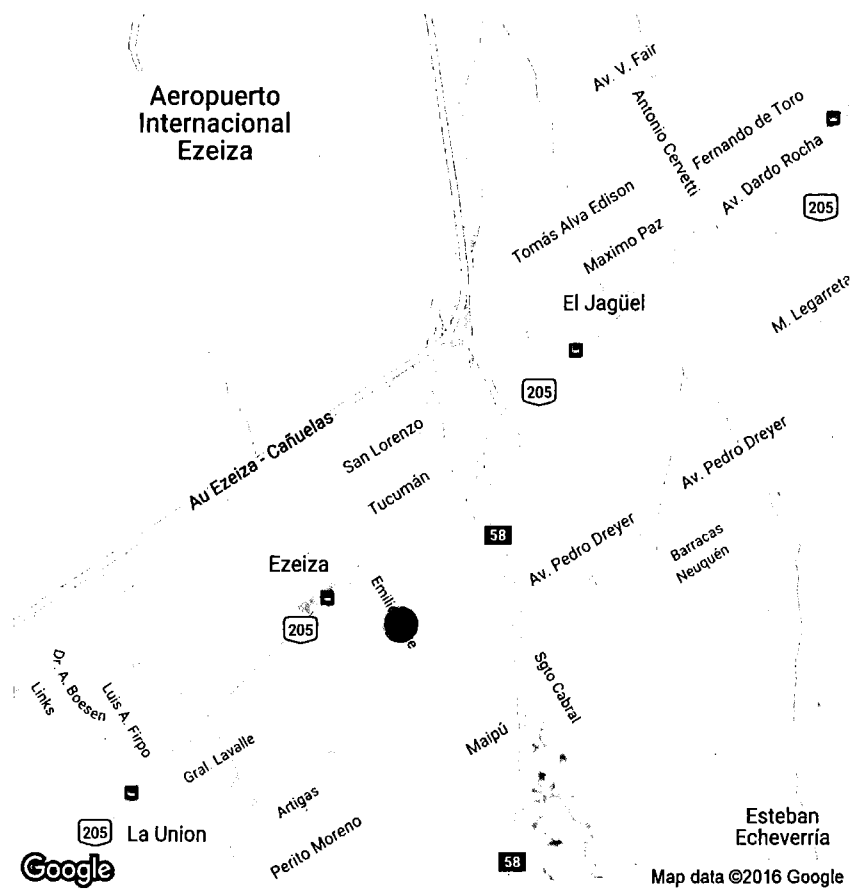 Av. V. Fair
Aeropuerto
Internacional
Ezeiza
Antonio Cervetti
Fernando de Toro
Av. Dardo Rocha
205
Tomás Alva Edison
Maximo Paz
El Jagüel
M. Legarreta
205
San Lorenzo
Au Ezeiza - Cañuelas
Tucumán
Av. Pedro Dreyer
58
Av. Pedro Dreyer
Barracas
Neuquén
Ezeiza
205
Dr. A. Boesen
Links
Luis A. Firpo
Sgto Cabral
Maipú
Gral. Lavalle
Artigas
Perito Moreno
205
La Union
Esteban
Echeverría
58
Google
Map data ©2016 Google